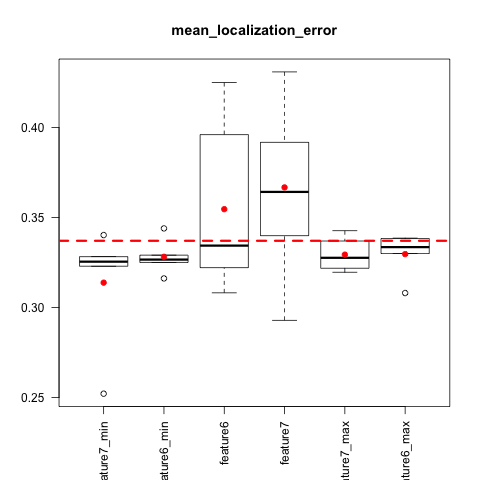 mean_localization_error
0.40
0.35
0.30
0.25
ature7_min
ature6_min
feature6
feature7
ature7_max
ature6_max